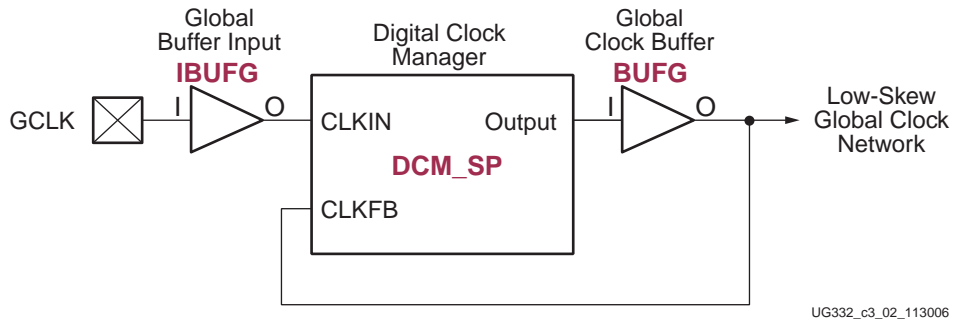 Global
Buffer Input
IBUFG
Digital Clock
Manager
Global
Clock Buffer
BUFG
GCLK
I
O
CLKIN
Output
I
O
Low-Skew
Global Clock
Network
DCM_SP
CLKFB
UG332_c3_02_113006